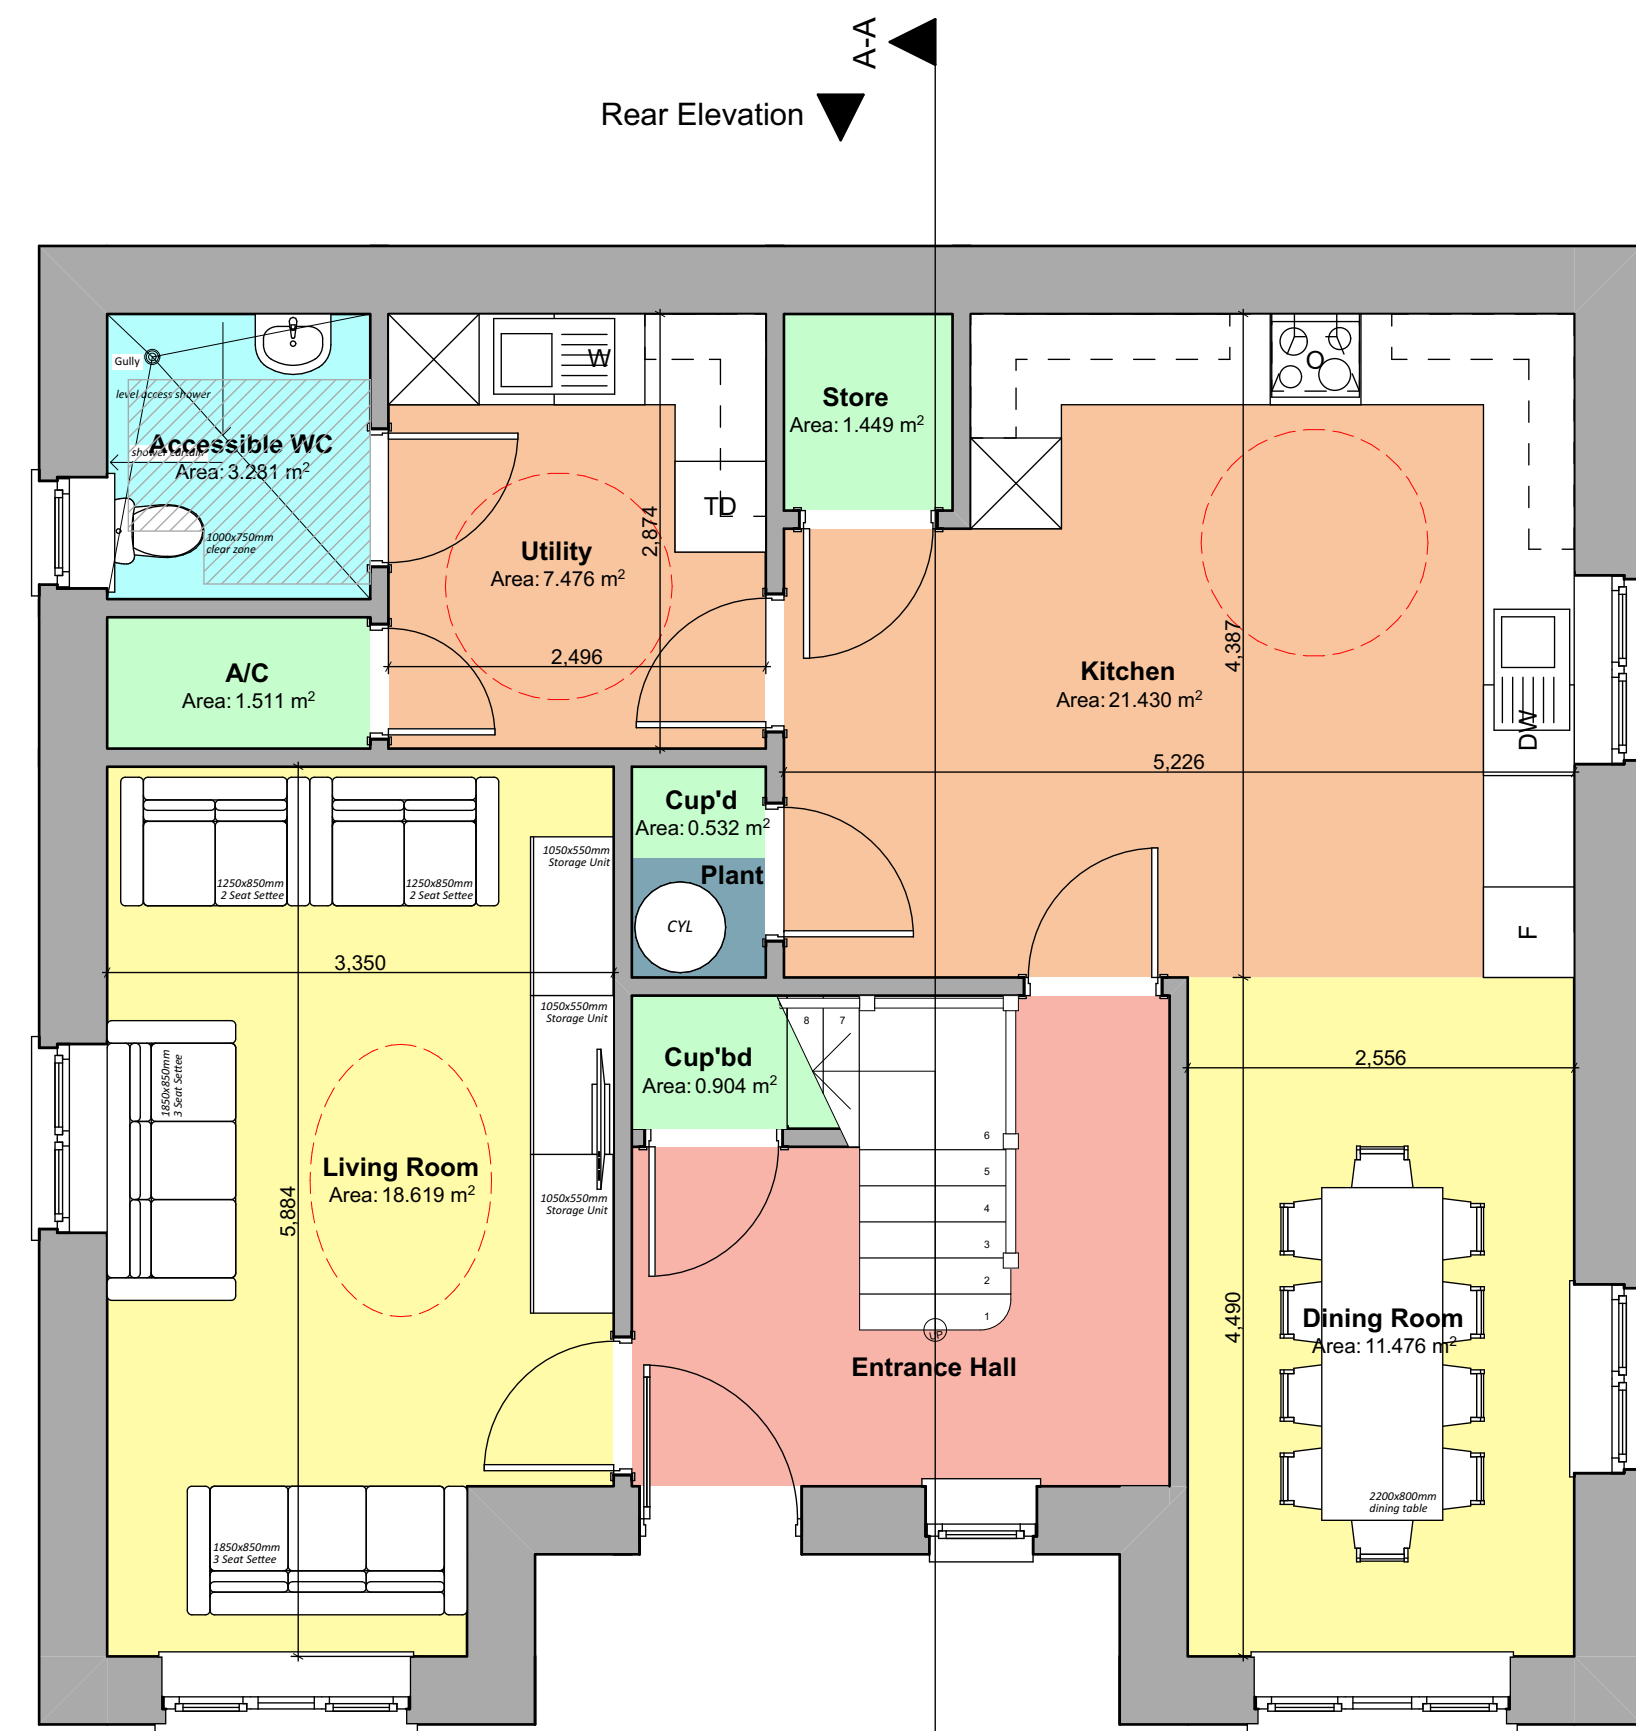 A-A
Rear Elevation
Gully
level access shower
Accessible WC
shower curtain
Area: 3.281 m²
1000x750mm
clear zone
W
TD
Utility
Area: 7.476 m²
2,874
2,496
Store
Area: 1.449 m²
O
Kitchen
Area: 21.430 m²
4,387
5,226
DW
F
A/C
Area: 1.511 m²
Cup'd
Area: 0.532 m²
Plant
CYL
1250x850mm
2 Seat Settee
1250x850mm
2 Seat Settee
1050x550mm
Storage Unit
3,350
1050x550mm
Storage Unit
1850x850mm
3 Seat Settee
Living Room
Area: 18.619 m²
5,884
1050x550mm
Storage Unit
1850x850mm
3 Seat Settee
Cup'bd
Area: 0.904 m²
8
7
6
5
4
3
2
1
UP
Entrance Hall
2,556
4,490
Dining Room
Area: 11.476 m²
2200x800mm
dining table